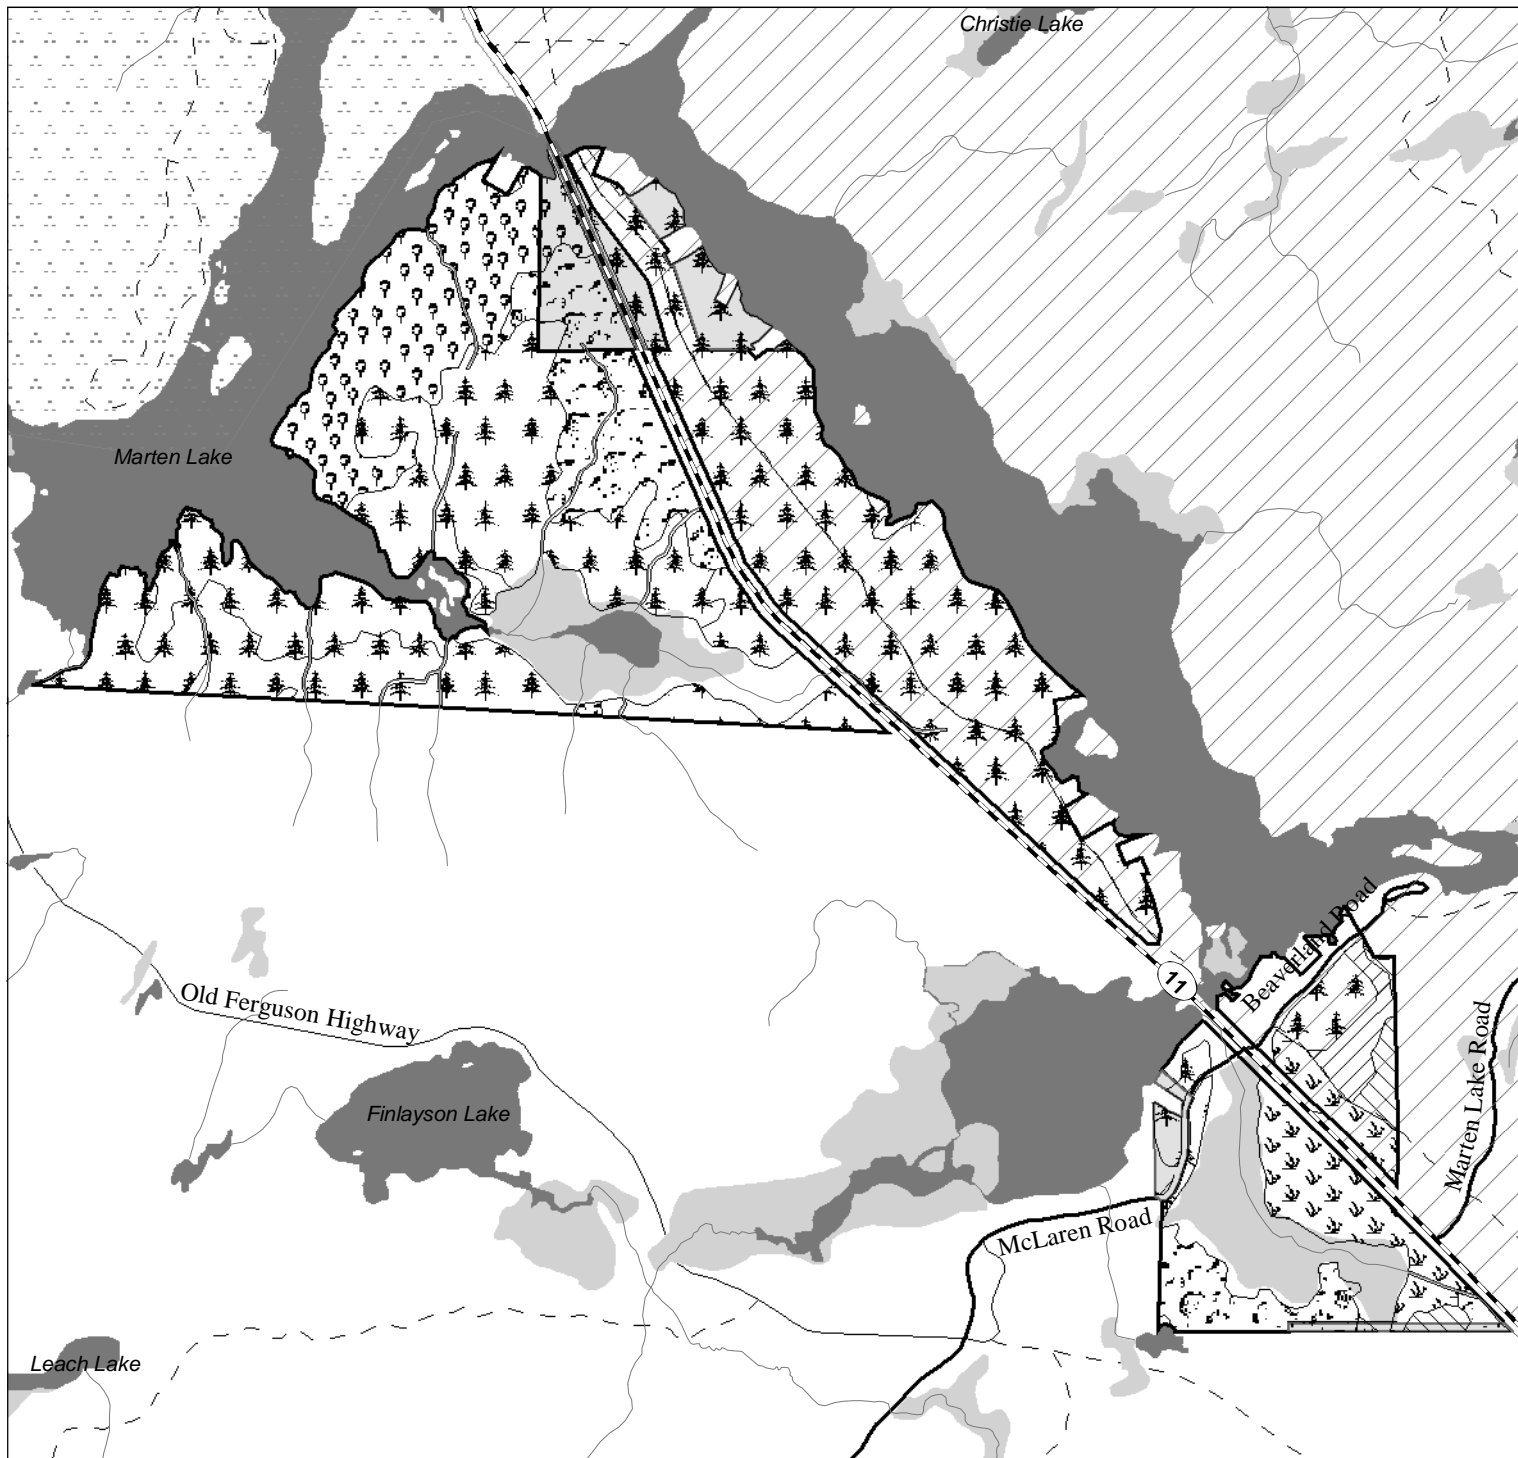 Christie Lake
Marten Lake
Beaverland Road
11
Old Ferguson Highway
Marten Lake Road
Finlayson Lake
McLaren Road
Leach Lake